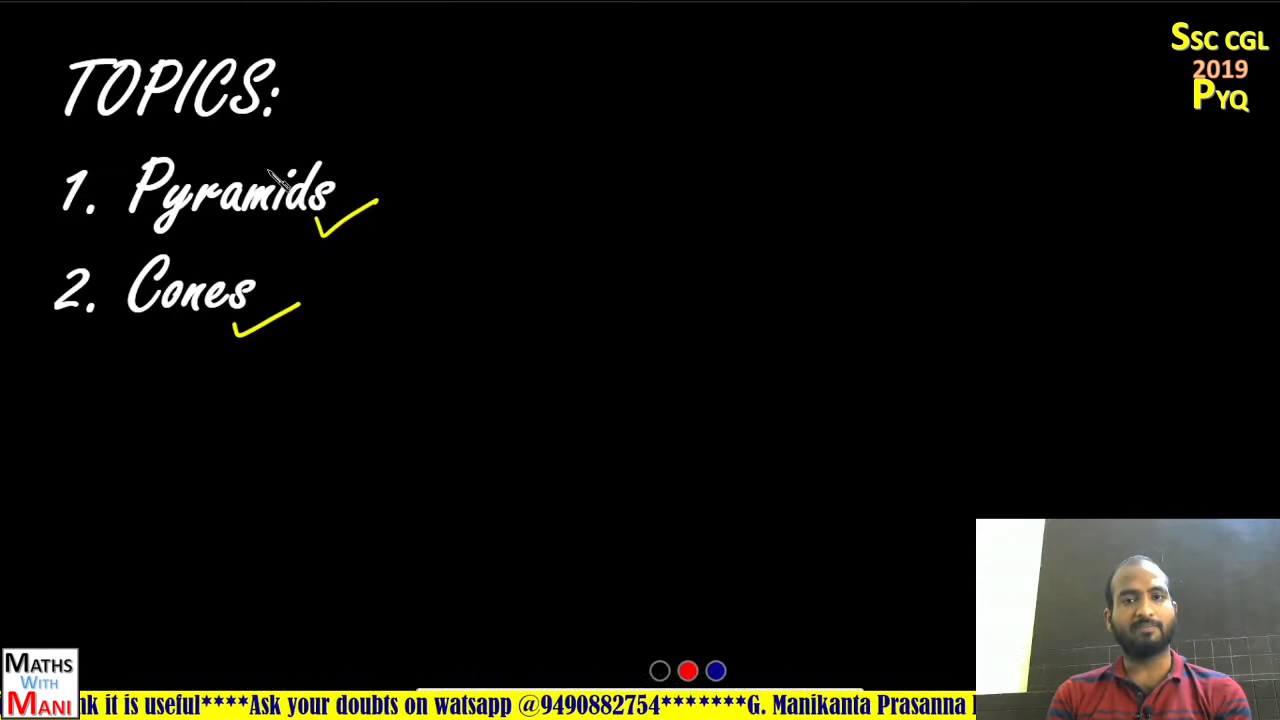 TOPICS:
1. Pyramids
2. Cones
SSC CGL
2019
PYQ
MATHS
WITH
MANI
nk it is useful****Ask your doubts on watsapp @9490882754*******G. Manikanta Prasanna